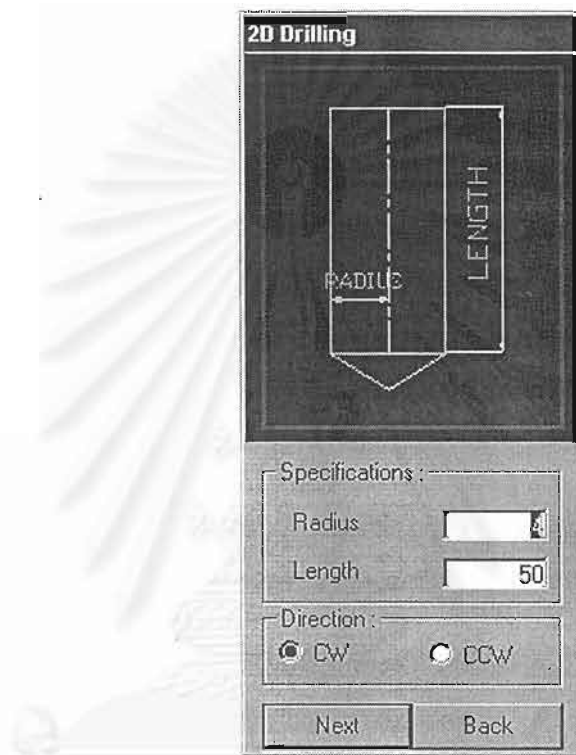 2D Drilling
LENGTH
RADIUS
Specifications :
Radius 4
Length 50
Direction :
CW CCW
Next Back